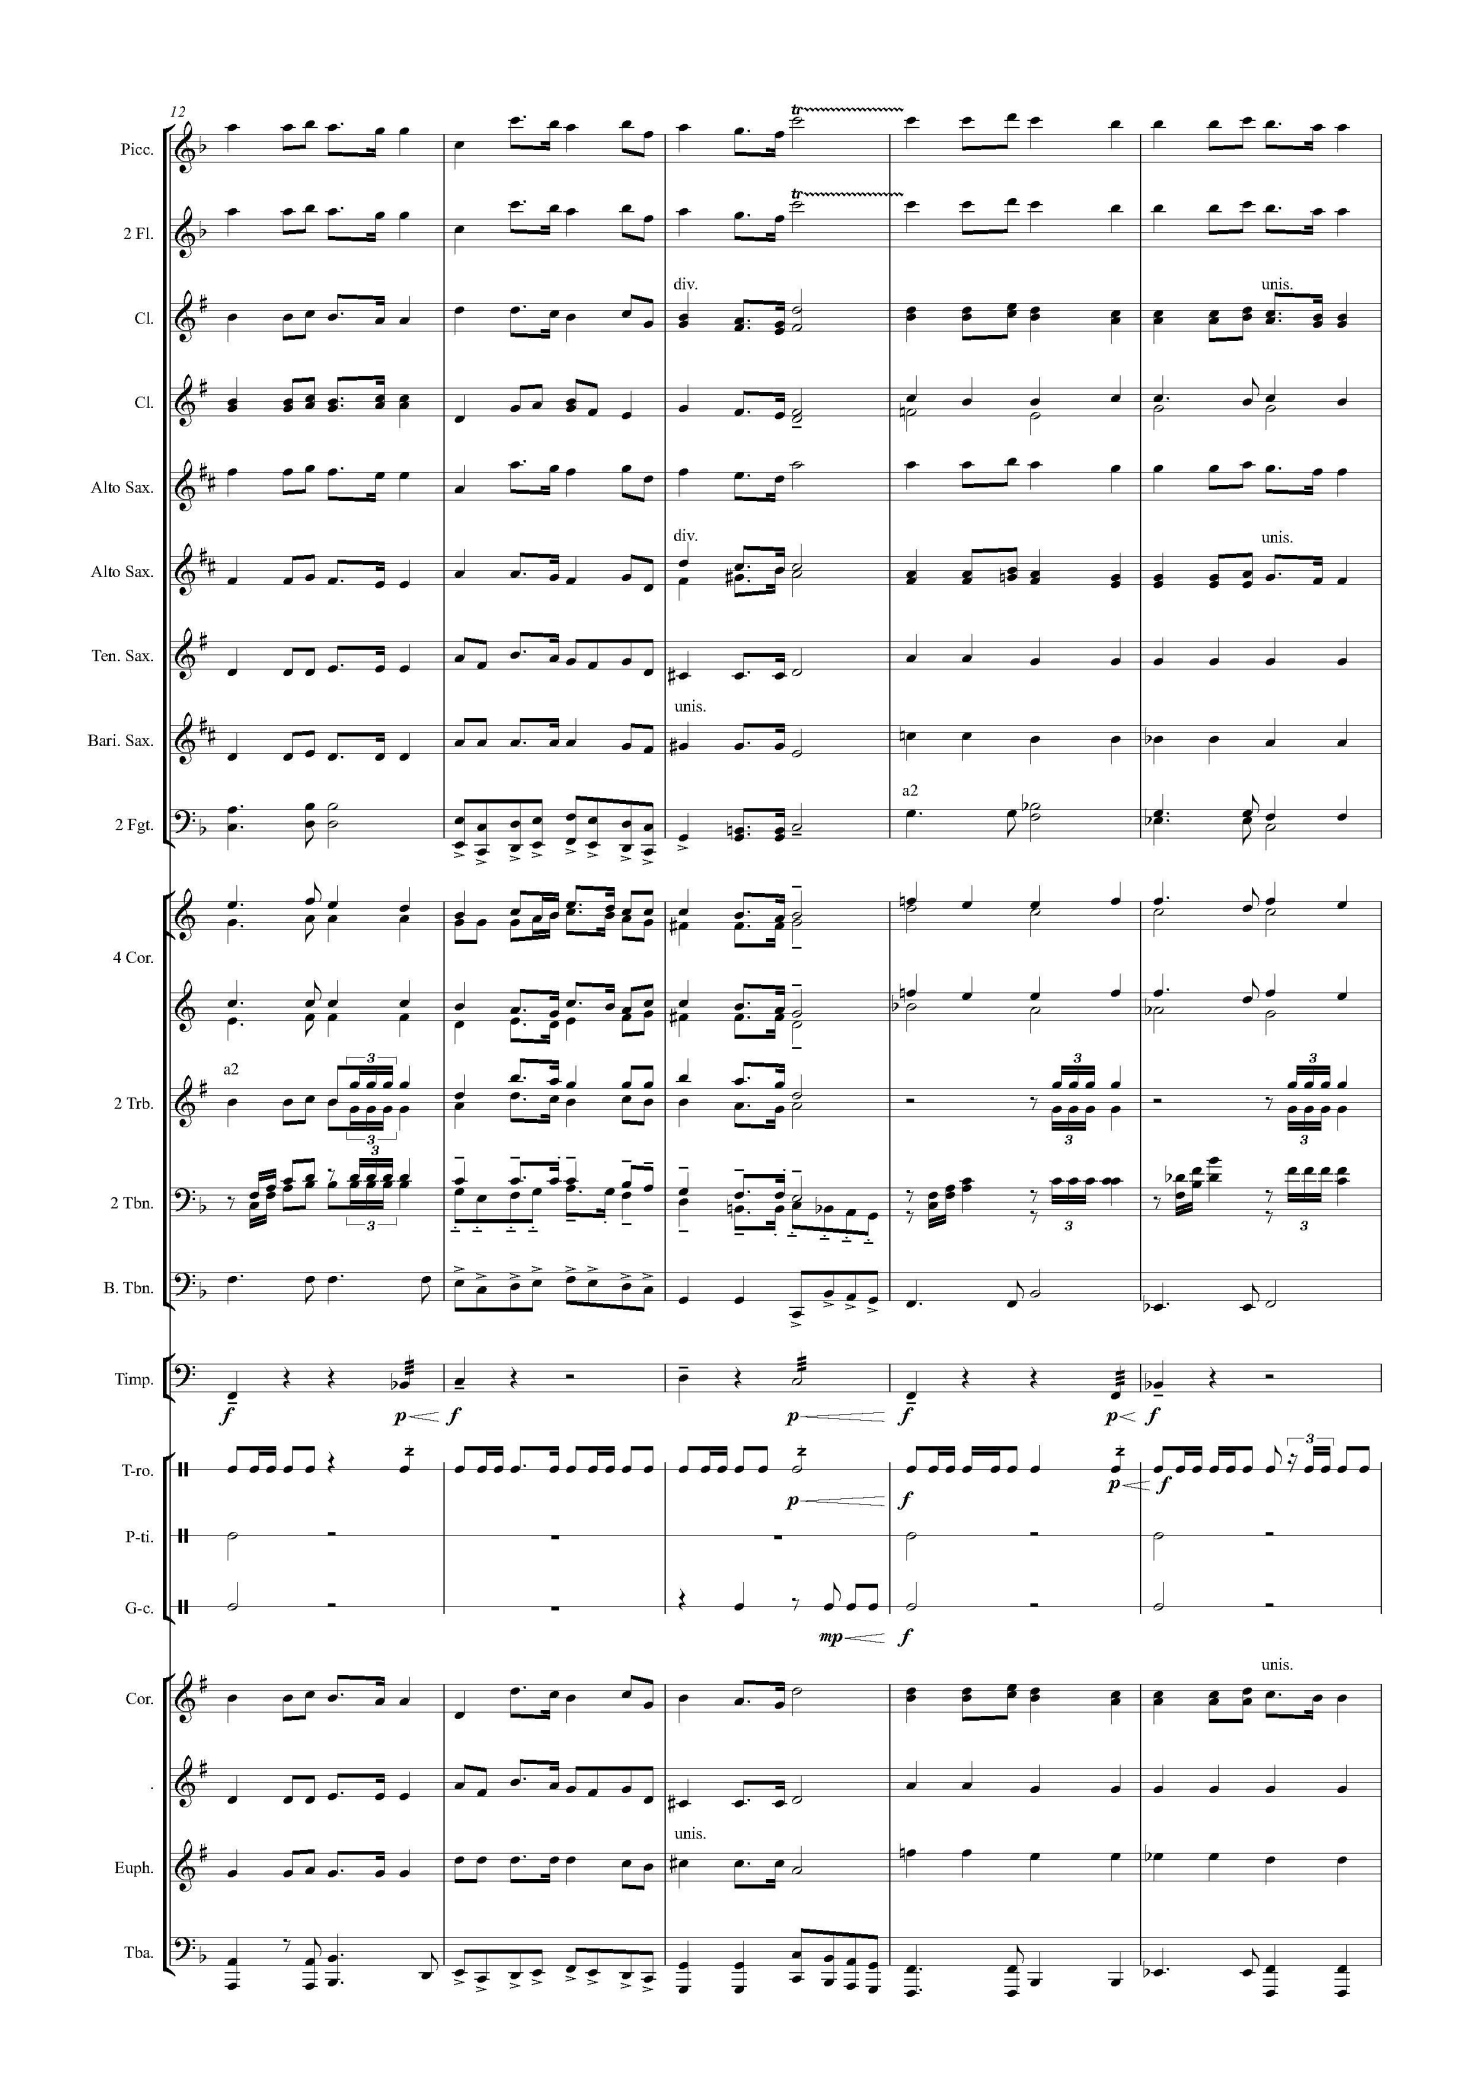 12
Picc.
2 Fl.
div. unis.
Cl.
Cl.
Alto Sax.
div. unis.
Alto Sax.
Ten. Sax.
unis.
Bari. Sax.
a2
2 Fgt.
4 Cor.
a2 3 3 3
2 Trb.
3 3 3
3
2 Tbn.
3 3 3
B. Tbn.
Timp.
f p f p f p f
3
T-ro.
p f p f
P-ti.
G-c.
mp f
unis.
Cor.
.
unis.
Euph.
Tba.